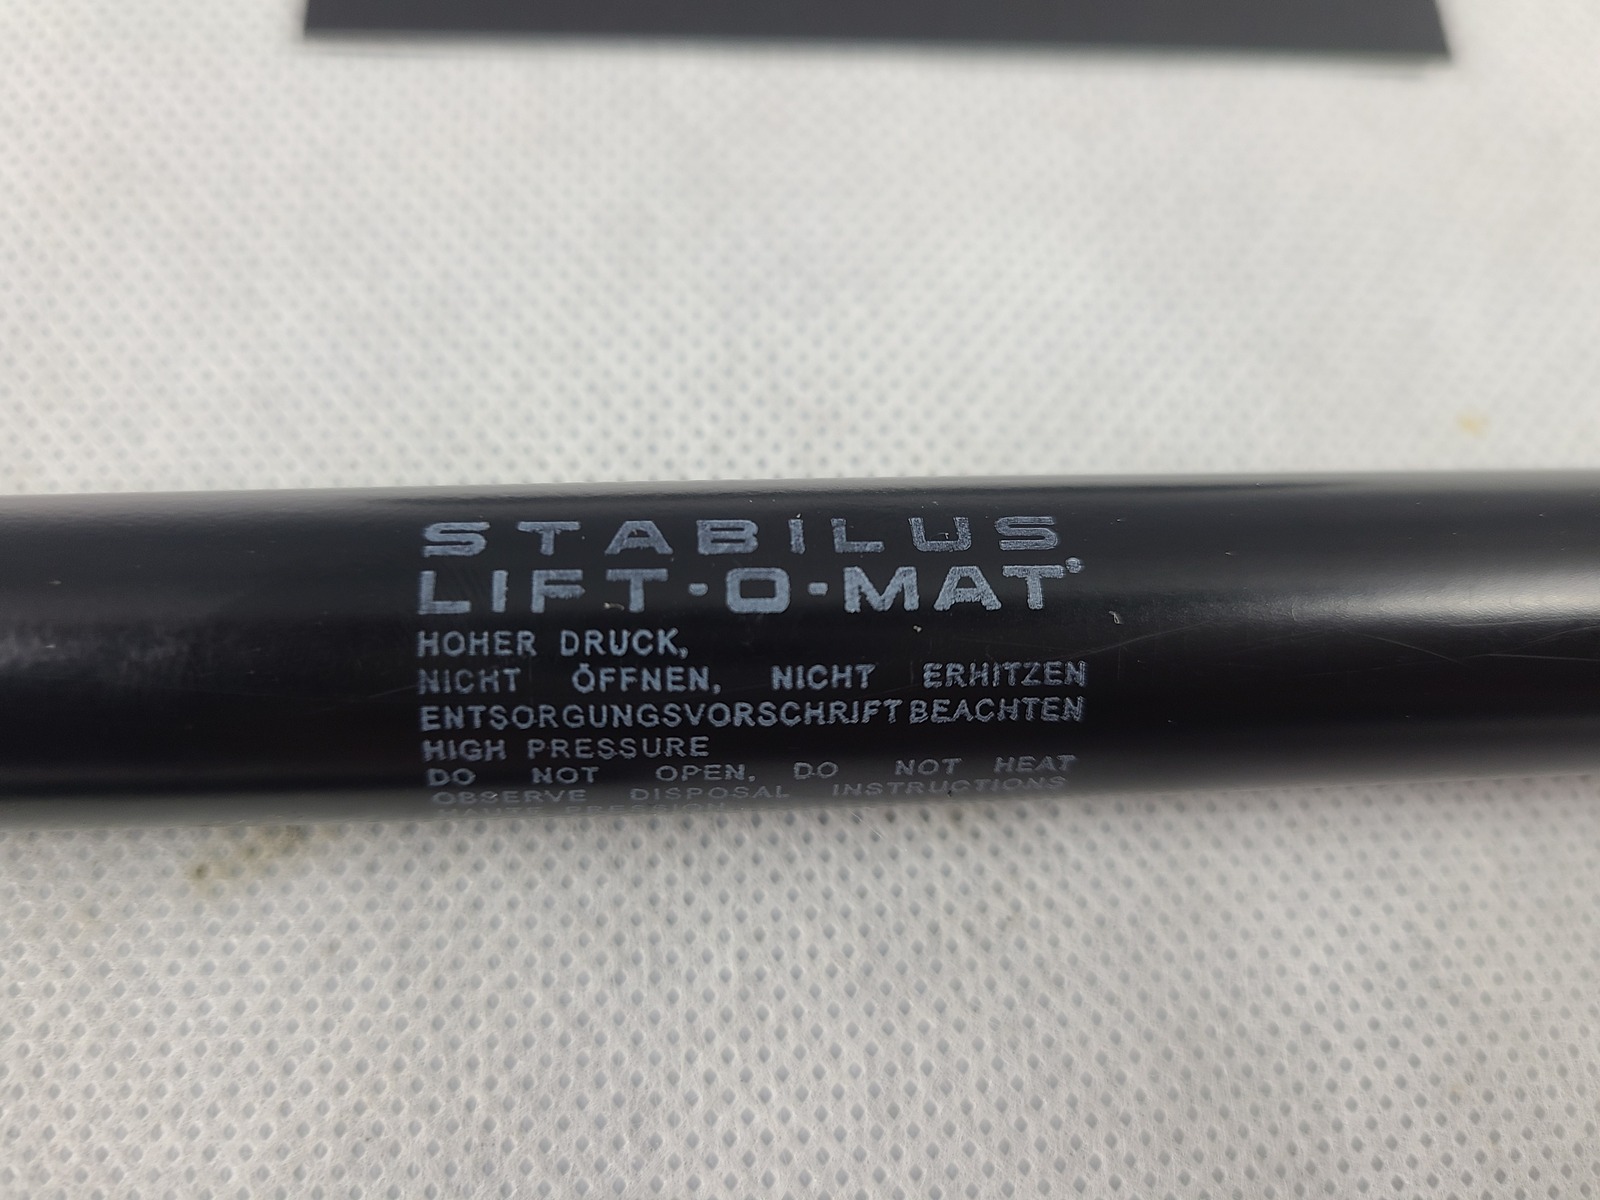 STABILUS
LIFT-O-MAT®
HOHER DRUCK,
NICHT ÖFFNEN, NICHT ERHITZEN
ENTSORGUNGSVORSCHRIFT BEACHTEN
HIGH PRESSURE
DO NOT OPEN, DO NOT HEAT
OBSERVE DISPOSAL INSTRUCTIONS